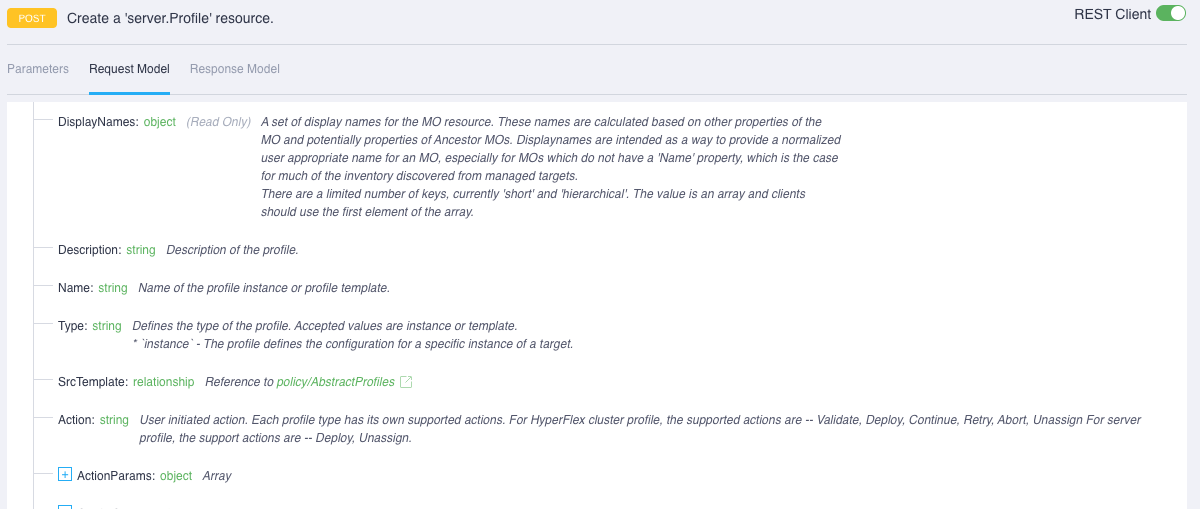 POST Create a 'server.Profile' resource.
REST Client
Parameters Request Model Response Model
DisplayNames: object (Read Only) A set of display names for the MO resource. These names are calculated based on other properties of the
MO and potentially properties of Ancestor MOs. Displaynames are intended as a way to provide a normalized
user appropriate name for an MO, especially for MOs which do not have a 'Name' property, which is the case
for much of the inventory discovered from managed targets.
There are a limited number of keys, currently 'short' and 'hierarchical'. The value is an array and clients
should use the first element of the array.
Description: string Description of the profile.
Name: string Name of the profile instance or profile template.
Type: string Defines the type of the profile. Accepted values are instance or template.
* `instance` - The profile defines the configuration for a specific instance of a target.
SrcTemplate: relationship Reference to policy/AbstractProfiles
Action: string User initiated action. Each profile type has its own supported actions. For HyperFlex cluster profile, the supported actions are -- Validate, Deploy, Continue, Retry, Abort, Unassign For server
profile, the support actions are -- Deploy, Unassign.
+ ActionParams: object Array